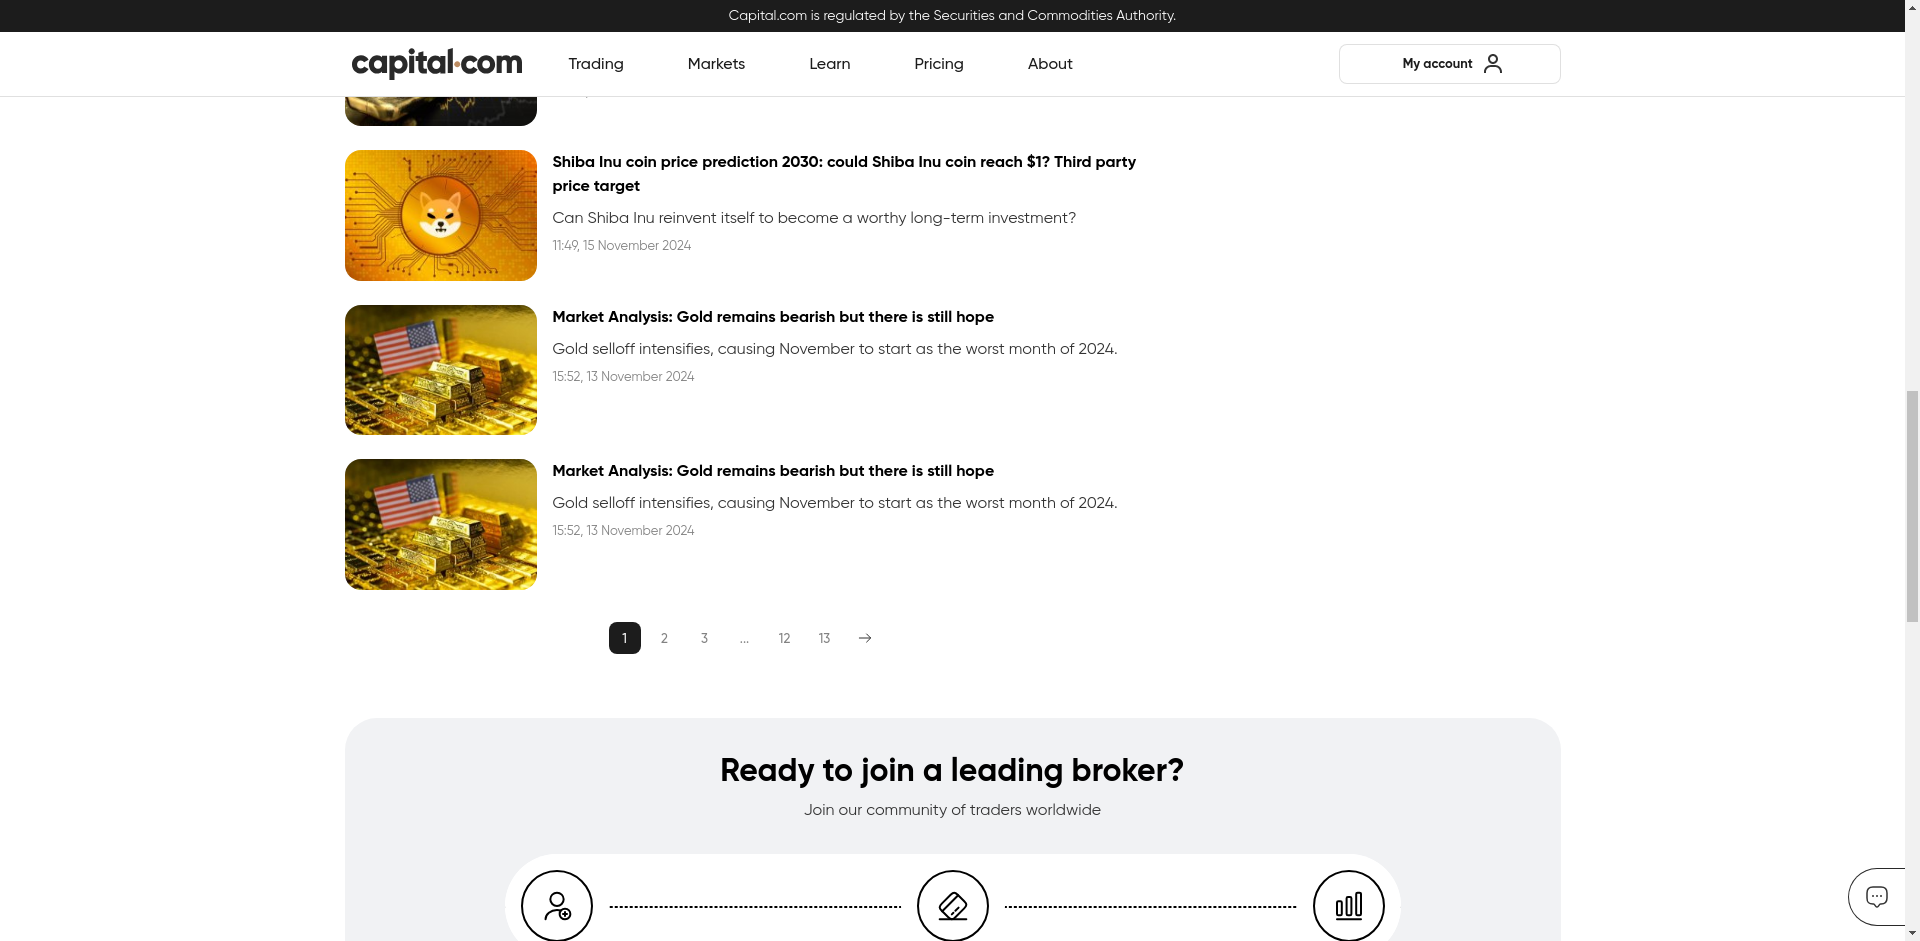 Capital.com is regulated by the Securities and Commodities Authority.
capital.com
Trading
Markets
Learn
Pricing
About
My account
Shiba Inu coin price prediction 2030: could Shiba Inu coin reach $1? Third party
price target
Can Shiba Inu reinvent itself to become a worthy long-term investment?
11:49, 15 November 2024
Market Analysis: Gold remains bearish but there is still hope
Gold selloff intensifies, causing November to start as the worst month of 2024.
15:52, 13 November 2024
Market Analysis: Gold remains bearish but there is still hope
Gold selloff intensifies, causing November to start as the worst month of 2024.
15:52, 13 November 2024
1 2 3 ... 12 13
Ready to join a leading broker?
Join our community of traders worldwide